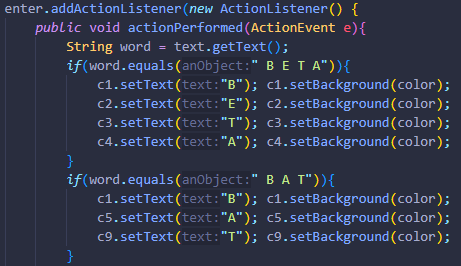 enter.addActionListener(new ActionListener() {
public void actionPerformed(ActionEvent e){
String word = text.getText();
if(word.equals(anObject:" B E T A")){
c1.setText(text:"B"); c1.setBackground(color);
c2.setText(text:"E"); c2.setBackground(color);
c3.setText(text:"T"); c3.setBackground(color);
c4.setText(text:"A"); c4.setBackground(color);
}
if(word.equals(anObject:" B A T")){
c1.setText(text:"B"); c1.setBackground(color);
c5.setText(text:"A"); c5.setBackground(color);
c9.setText(text:"T"); c9.setBackground(color);
}